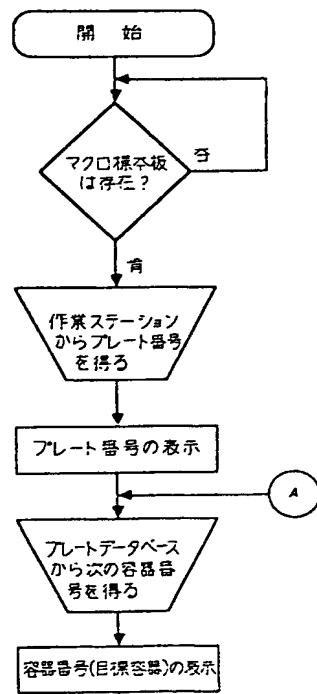 開 始
マクロ標本板
は存在?
否
肯
作業ステーション
からプレート番号
を得る
プレート番号の表示
A
プレートデータベース
から次の容器番
号を得る
容器番号(目標容器)の表示